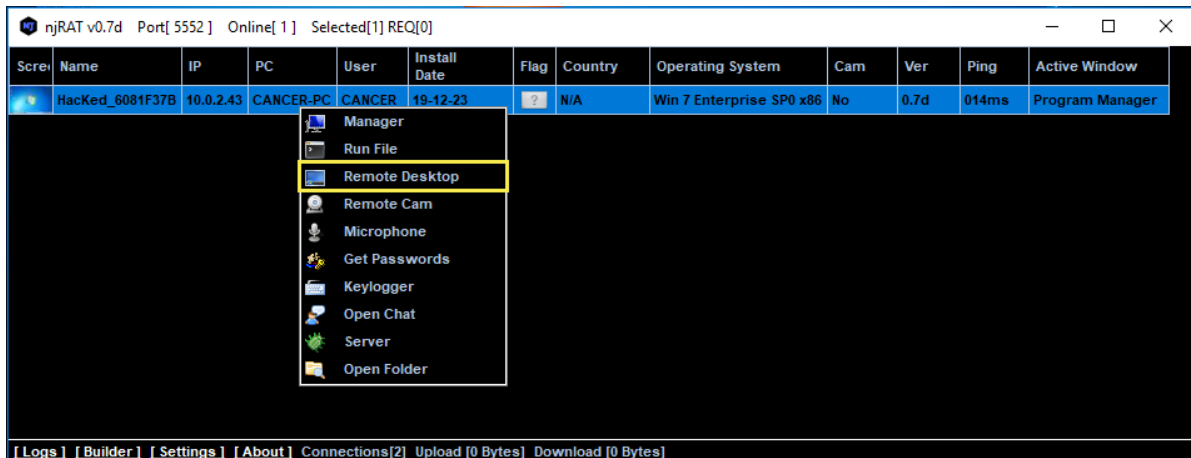 njRAT v0.7d Port[ 5552 ] Online[ 1 ] Selected[1] REQ[0]
Scre Name IP PC User Install Date Flag Country Operating System Cam Ver Ping Active Window
HacKed_6081F37B 10.0.2.43 CANCER-PC CANCER 19-12-23 ? N/A Win 7 Enterprise SP0 x86 No 0.7d 014ms Program Manager
Manager
Run File
Remote Desktop
Remote Cam
Microphone
Get Passwords
Keylogger
Open Chat
Server
Open Folder
[ Logs ] [ Builder ] [ Settings ] [ About ] Connections[2] Upload [0 Bytes] Download [0 Bytes]